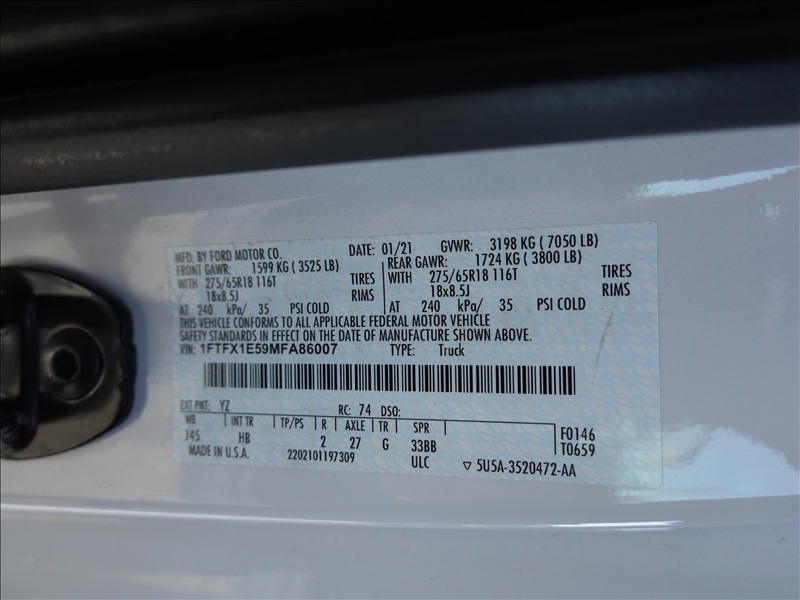 MFD. BY FORD MOTOR CO. DATE: 01/21 GVWR: 3198 KG ( 7050 LB)
FRONT GAWR: 1599 KG ( 3525 LB) REAR GAWR: 1724 KG ( 3800 LB)
WITH 275/65R18 116T TIRES WITH 275/65R18 116T TIRES
18x8.5J RIMS 18x8.5J RIMS
AT 240 kPa/ 35 PSI COLD AT 240 kPa/ 35 PSI COLD
THIS VEHICLE CONFORMS TO ALL APPLICABLE FEDERAL MOTOR VEHICLE
SAFETY STANDARDS IN EFFECT ON THE DATE OF MANUFACTURE SHOWN ABOVE.
VIN: 1FTFX1E59MFA86007 TYPE: Truck
EXT PNT: YZ RC: 74 DSO:
WB INT TR TP/PS R AXLE TR SPR F0146
145 HB 2 27 G 33BB T0659
MADE IN U.S.A. 2202101197309 ULC ▽ 5U5A-3520472-AA